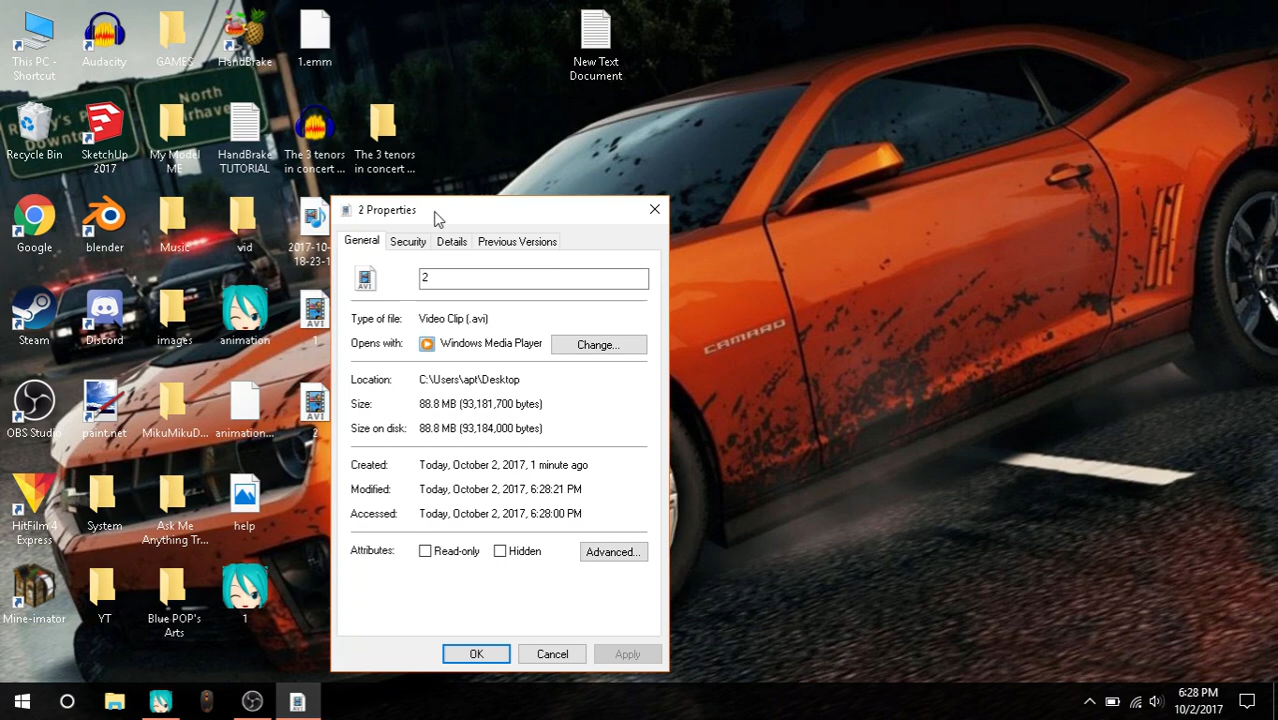 This PC -
Shortcut
Audacity
GAMES
HandBrake
1.emm
New Text
Document
North
Recycle Bin
SketchUp
2017
My Model
ME
HandBrake
TUTORIAL
The 3 tenors
in concert ...
The 3 tenors
in concert ...
Google
blender
Music
vid
2017-10-
18-23-1
Steam
Discord
images
animation
AVI
1
OBS Studio
paint.net
MikuMikuD...
animation...
AVI
2
HitFilm 4
Express
System
Ask Me
Anything Tr...
help
Mine-imator
YT
Blue POP's
Arts
1
2 Properties
General
Security
Details
Previous Versions
AVI
2
Type of file:
Video Clip (.avi)
Opens with:
Windows Media Player
Change...
Location:
C:\Users\apt\Desktop
Size:
88.8 MB (93,181,700 bytes)
Size on disk:
88.8 MB (93,184,000 bytes)
Created:
Today, October 2, 2017, 1 minute ago
Modified:
Today, October 2, 2017, 6:28:21 PM
Accessed:
Today, October 2, 2017, 6:28:00 PM
Attributes:
Read-only
Hidden
Advanced...
OK
Cancel
Apply
CAMARO
6:28 PM
10/2/2017